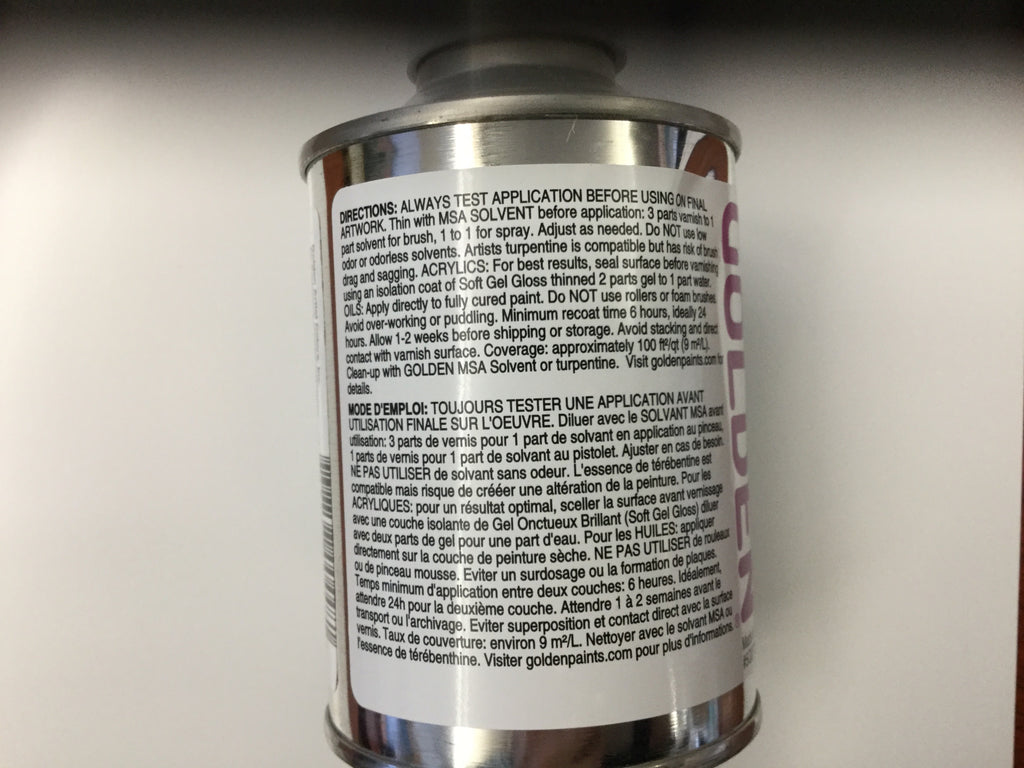 DIRECTIONS: ALWAYS TEST APPLICATION BEFORE USING ON FINAL
ARTWORK. Thin with MSA SOLVENT before application: 3 parts varnish to 1
part solvent for brush, 1 to 1 for spray. Adjust as needed. Do NOT use low
odor or odorless solvents. Artists turpentine is compatible but has risk of brush
drag and sagging. ACRYLICS: For best results, seal surface before varnishing
using an isolation coat of Soft Gel Gloss thinned 2 parts gel to 1 part water.
OILS: Apply directly to fully cured paint. Do NOT use rollers or foam brushes.
Avoid over-working or puddling. Minimum recoat time 6 hours, ideally 24
hours. Allow 1-2 weeks before shipping or storage. Avoid stacking and direct
contact with varnish surface. Coverage: approximately 100 ft²/qt (9 m²/L).
Clean-up with GOLDEN MSA Solvent or turpentine. Visit goldenpaints.com for
details.
MODE D'EMPLOI: TOUJOURS TESTER UNE APPLICATION AVANT
UTILISATION FINALE SUR L'OEUVRE. Diluer avec le SOLVANT MSA avant
utilisation: 3 parts de vernis pour 1 part de solvant en application au pinceau,
1 parts de vernis pour 1 part de solvant au pistolet. Ajuster en cas de besoin.
NE PAS UTILISER de solvant sans odeur. L'essence de térébentine est
compatible mais risque de crééer une altération de la peinture. Pour les
ACRYLIQUES: pour un résultat optimal, sceller la surface avant vernissage
avec une couche isolante de Gel Onctueux Brillant (Soft Gel Gloss) diluer
avec deux parts de gel pour une part d'eau. Pour les HUILES: appliquer
directement sur la couche de peinture sèche. NE PAS UTILISER de rouleaux
ou de pinceau mousse. Eviter un surdosage ou la formation de plaques.
Temps minimum d'application entre deux couches: 6 heures. Idéalement,
attendre 24h pour la deuxième couche. Attendre 1 à 2 semaines avant le
transport ou l'archivage. Eviter superposition et contact direct avec la surface
vernis. Taux de couverture: environ 9 m²/L. Nettoyer avec le solvant MSA ou
l'essence de térébenthine. Visiter goldenpaints.com pour plus d'informations.
GOLDEN